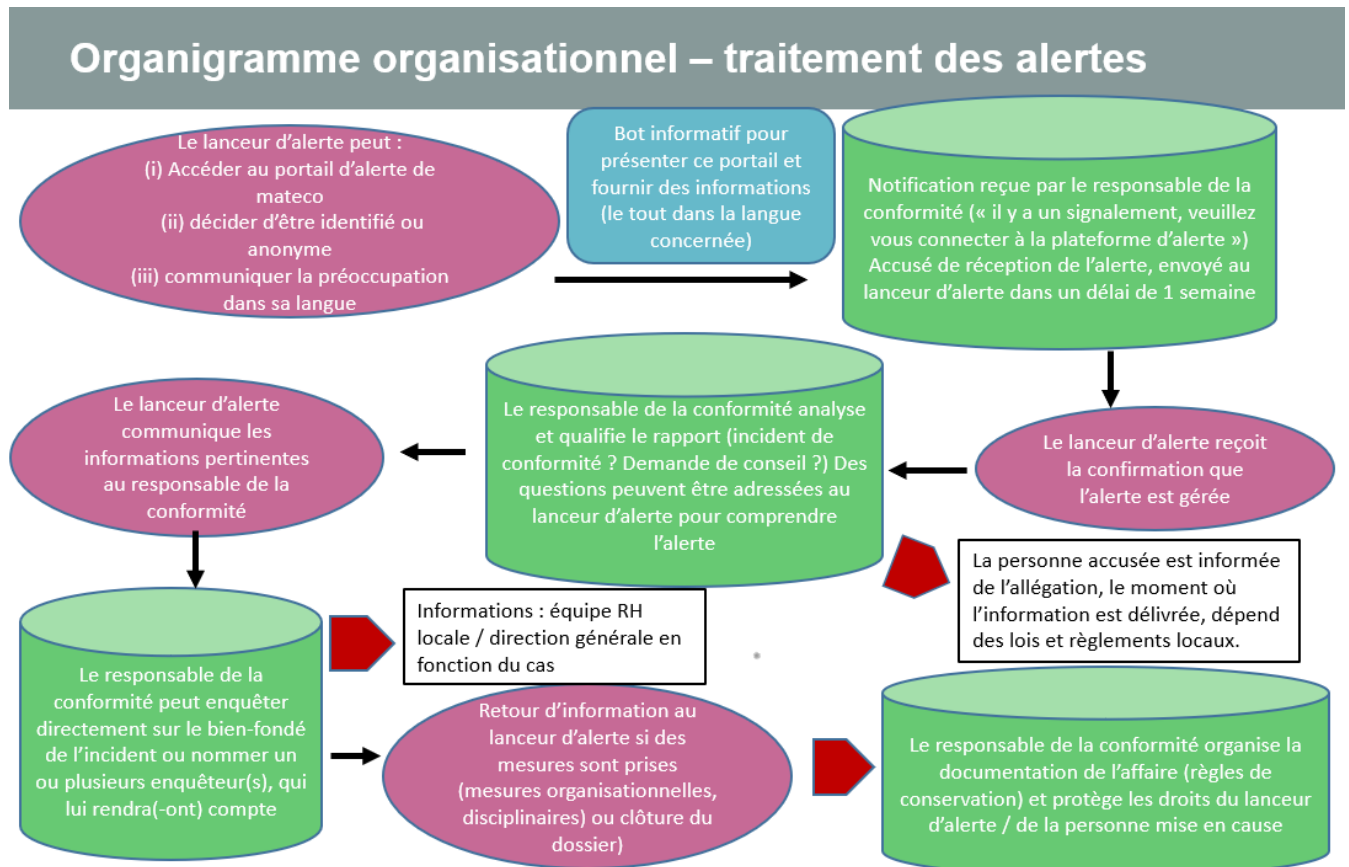 Organigramme organisationnel – traitement des alertes
Le lanceur d'alerte peut :
(i) Accéder au portail d'alerte de
mateco
(ii) décider d'être identifié ou
anonyme
(iii) communiquer la préoccupation
dans sa langue
Bot informatif pour
présenter ce portail et
fournir des informations
(le tout dans la langue
concernée)
Notification reçue par le responsable de la
conformité (« il y a un signalement, veuillez
vous connecter à la plateforme d'alerte »)
Accusé de réception de l'alerte, envoyé au
lanceur d'alerte dans un délai de 1 semaine
Le lanceur d'alerte reçoit
la confirmation que
l'alerte est gérée
Le responsable de la conformité analyse
et qualifie le rapport (incident de
conformité ? Demande de conseil ?) Des
questions peuvent être adressées au
lanceur d'alerte pour comprendre
l'alerte
La personne accusée est informée
de l'allégation, le moment où
l'information est délivrée, dépend
des lois et règlements locaux.
Le lanceur d'alerte
communique les
informations pertinentes
au responsable de la
conformité
Le responsable de la
conformité peut enquêter
directement sur le bien-fondé
de l'incident ou nommer un
ou plusieurs enquêteur(s), qui
lui rendra(-ont) compte
Informations : équipe RH
locale / direction générale en
fonction du cas
Retour d'information au
lanceur d'alerte si des
mesures sont prises
(mesures organisationnelles,
disciplinaires) ou clôture du
dossier)
Le responsable de la conformité organise la
documentation de l'affaire (règles de
conservation) et protège les droits du lanceur
d'alerte / de la personne mise en cause